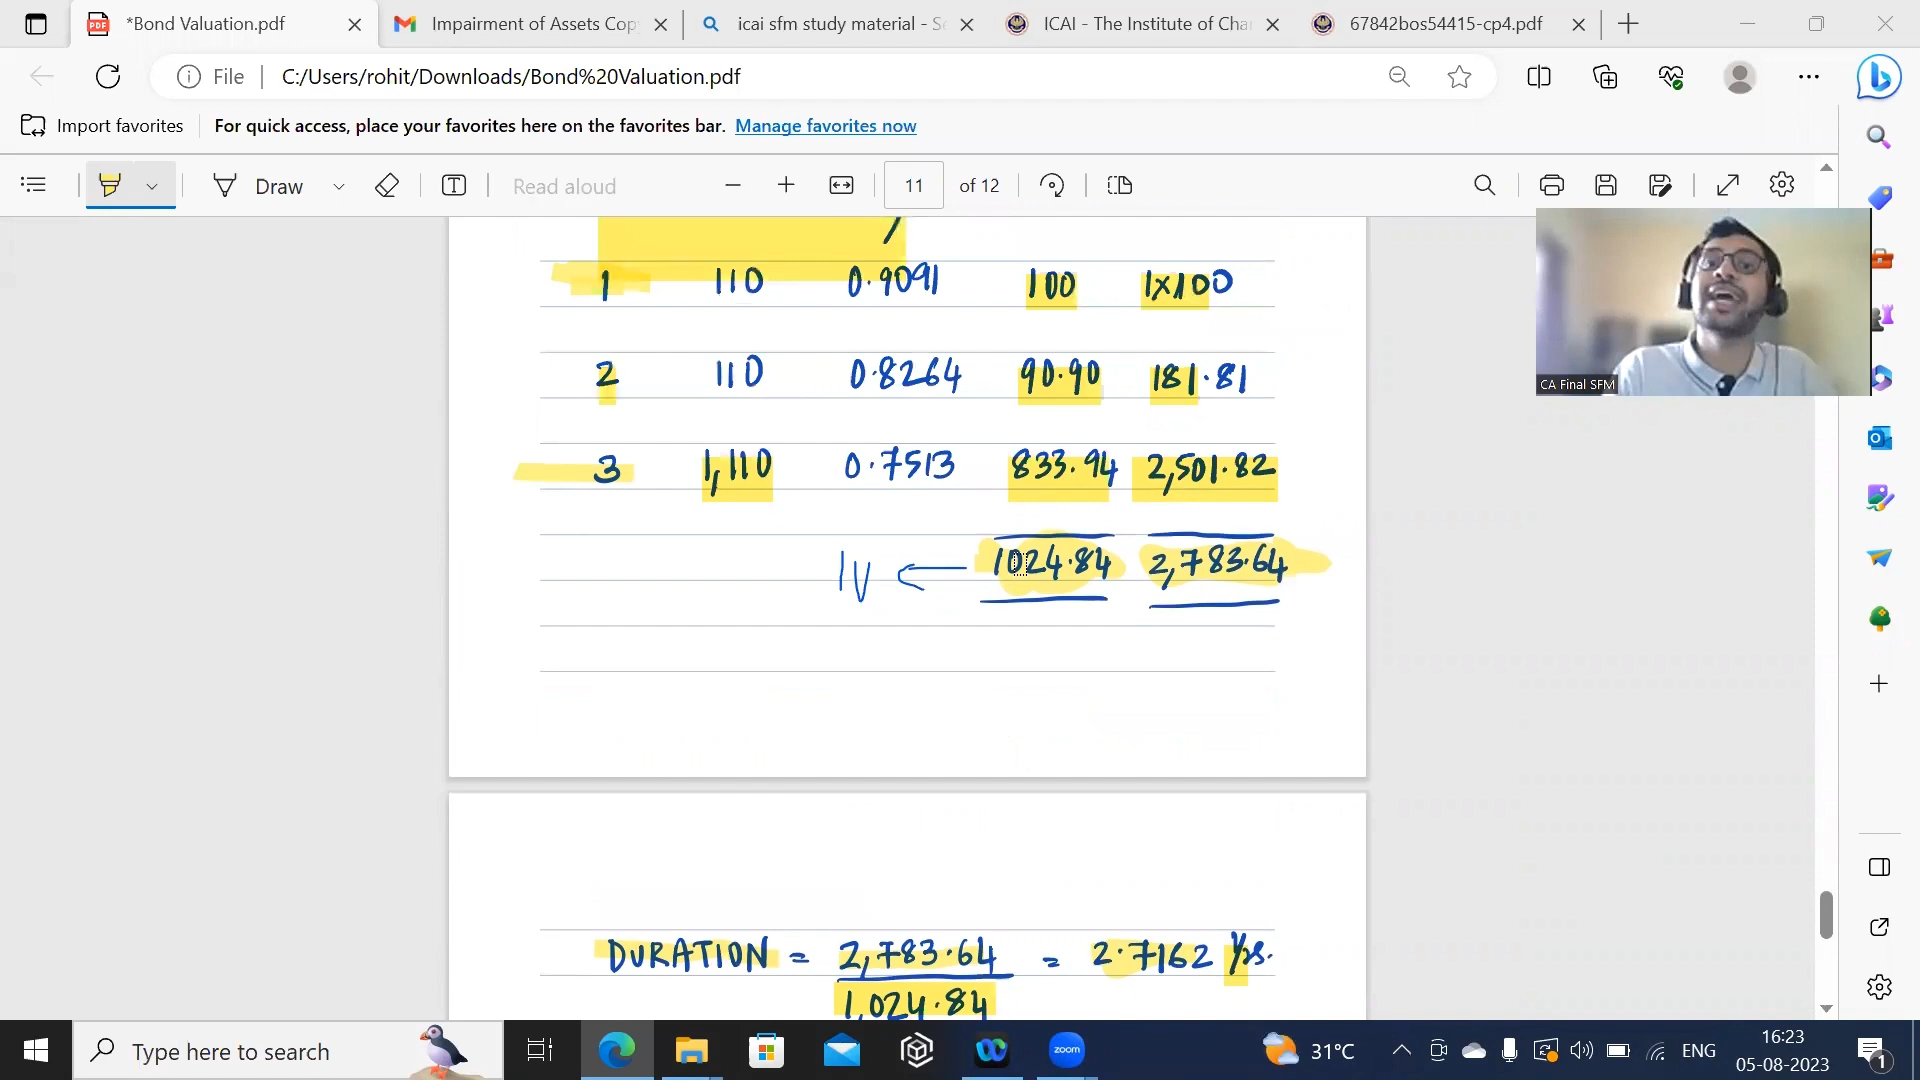 *Bond Valuation.pdf
Impairment of Assets Cop
icai sfm study material - Se
ICAI - The Institute of Char
67842bos54415-cp4.pdf
File
C:/Users/rohit/Downloads/Bond%20Valuation.pdf
Import favorites
For quick access, place your favorites here on the favorites bar. Manage favorites now
Draw
Read aloud
11 of 12
1 110 0.9091 100 1x100
2 110 0.8264 90.90 181.81
3 1,110 0.7513 833.94 2,501.82
IV ← 1024.84 2,783.64
DURATION = 2,783.64 = 2.7162 Yrs.
1,024.84
CA Final SFM
Type here to search
zoom
31°C
ENG
16:23
05-08-2023
1